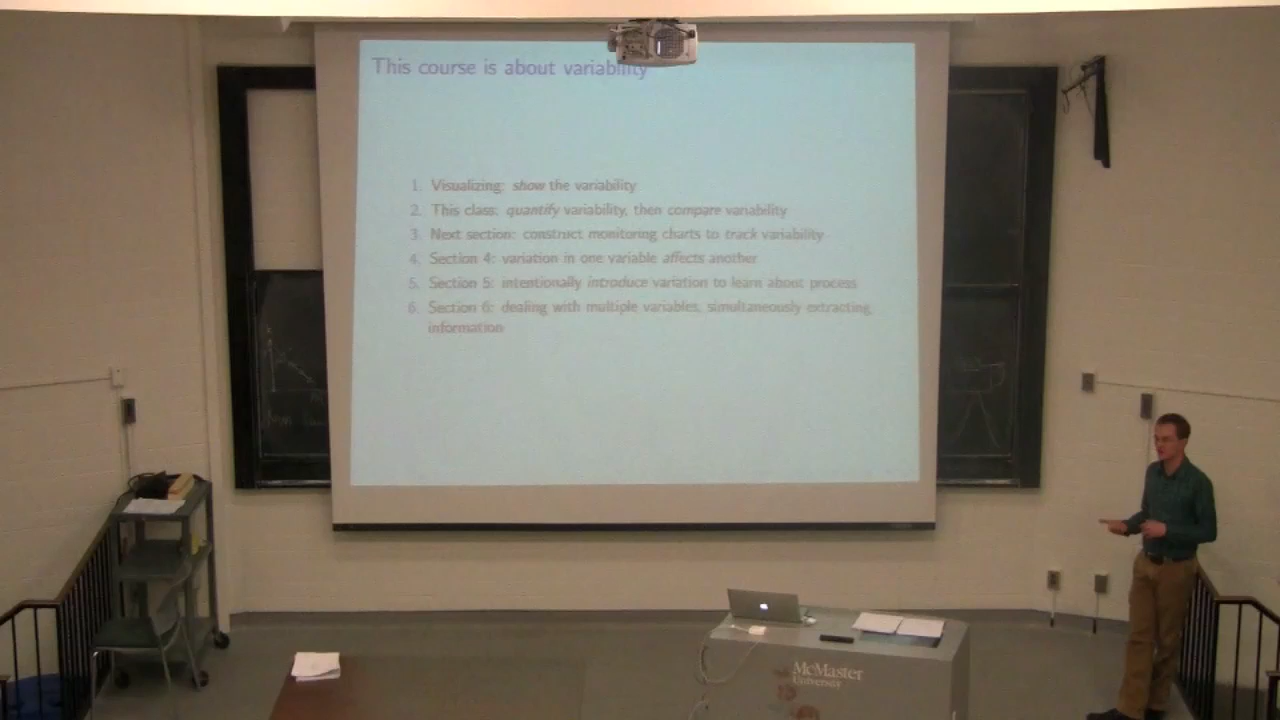 This course is about variability
1. Visualizing: show the variability
2. This class: quantify variability, then compare variability
3. Next section: construct monitoring charts to track variability
4. Section 4: variation in one variable affects another
5. Section 5: intentionally introduce variation to learn about process
6. Section 6: dealing with multiple variables, simultaneously extracting
information
McMaster
University